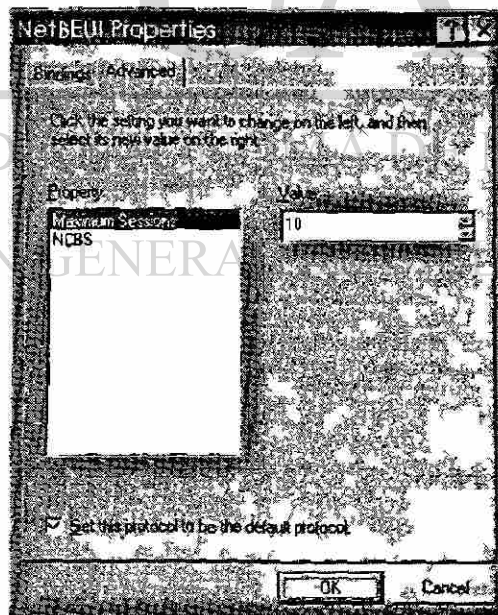 NetBEUI Properties
Bindings Advanced
Click the setting you want to change on the left, and then
select its new value on the right.
Property:
Value:
Maximum Sessions
NCBS
10
Set this protocol to be the default protocol
OK
Cancel
GENERA